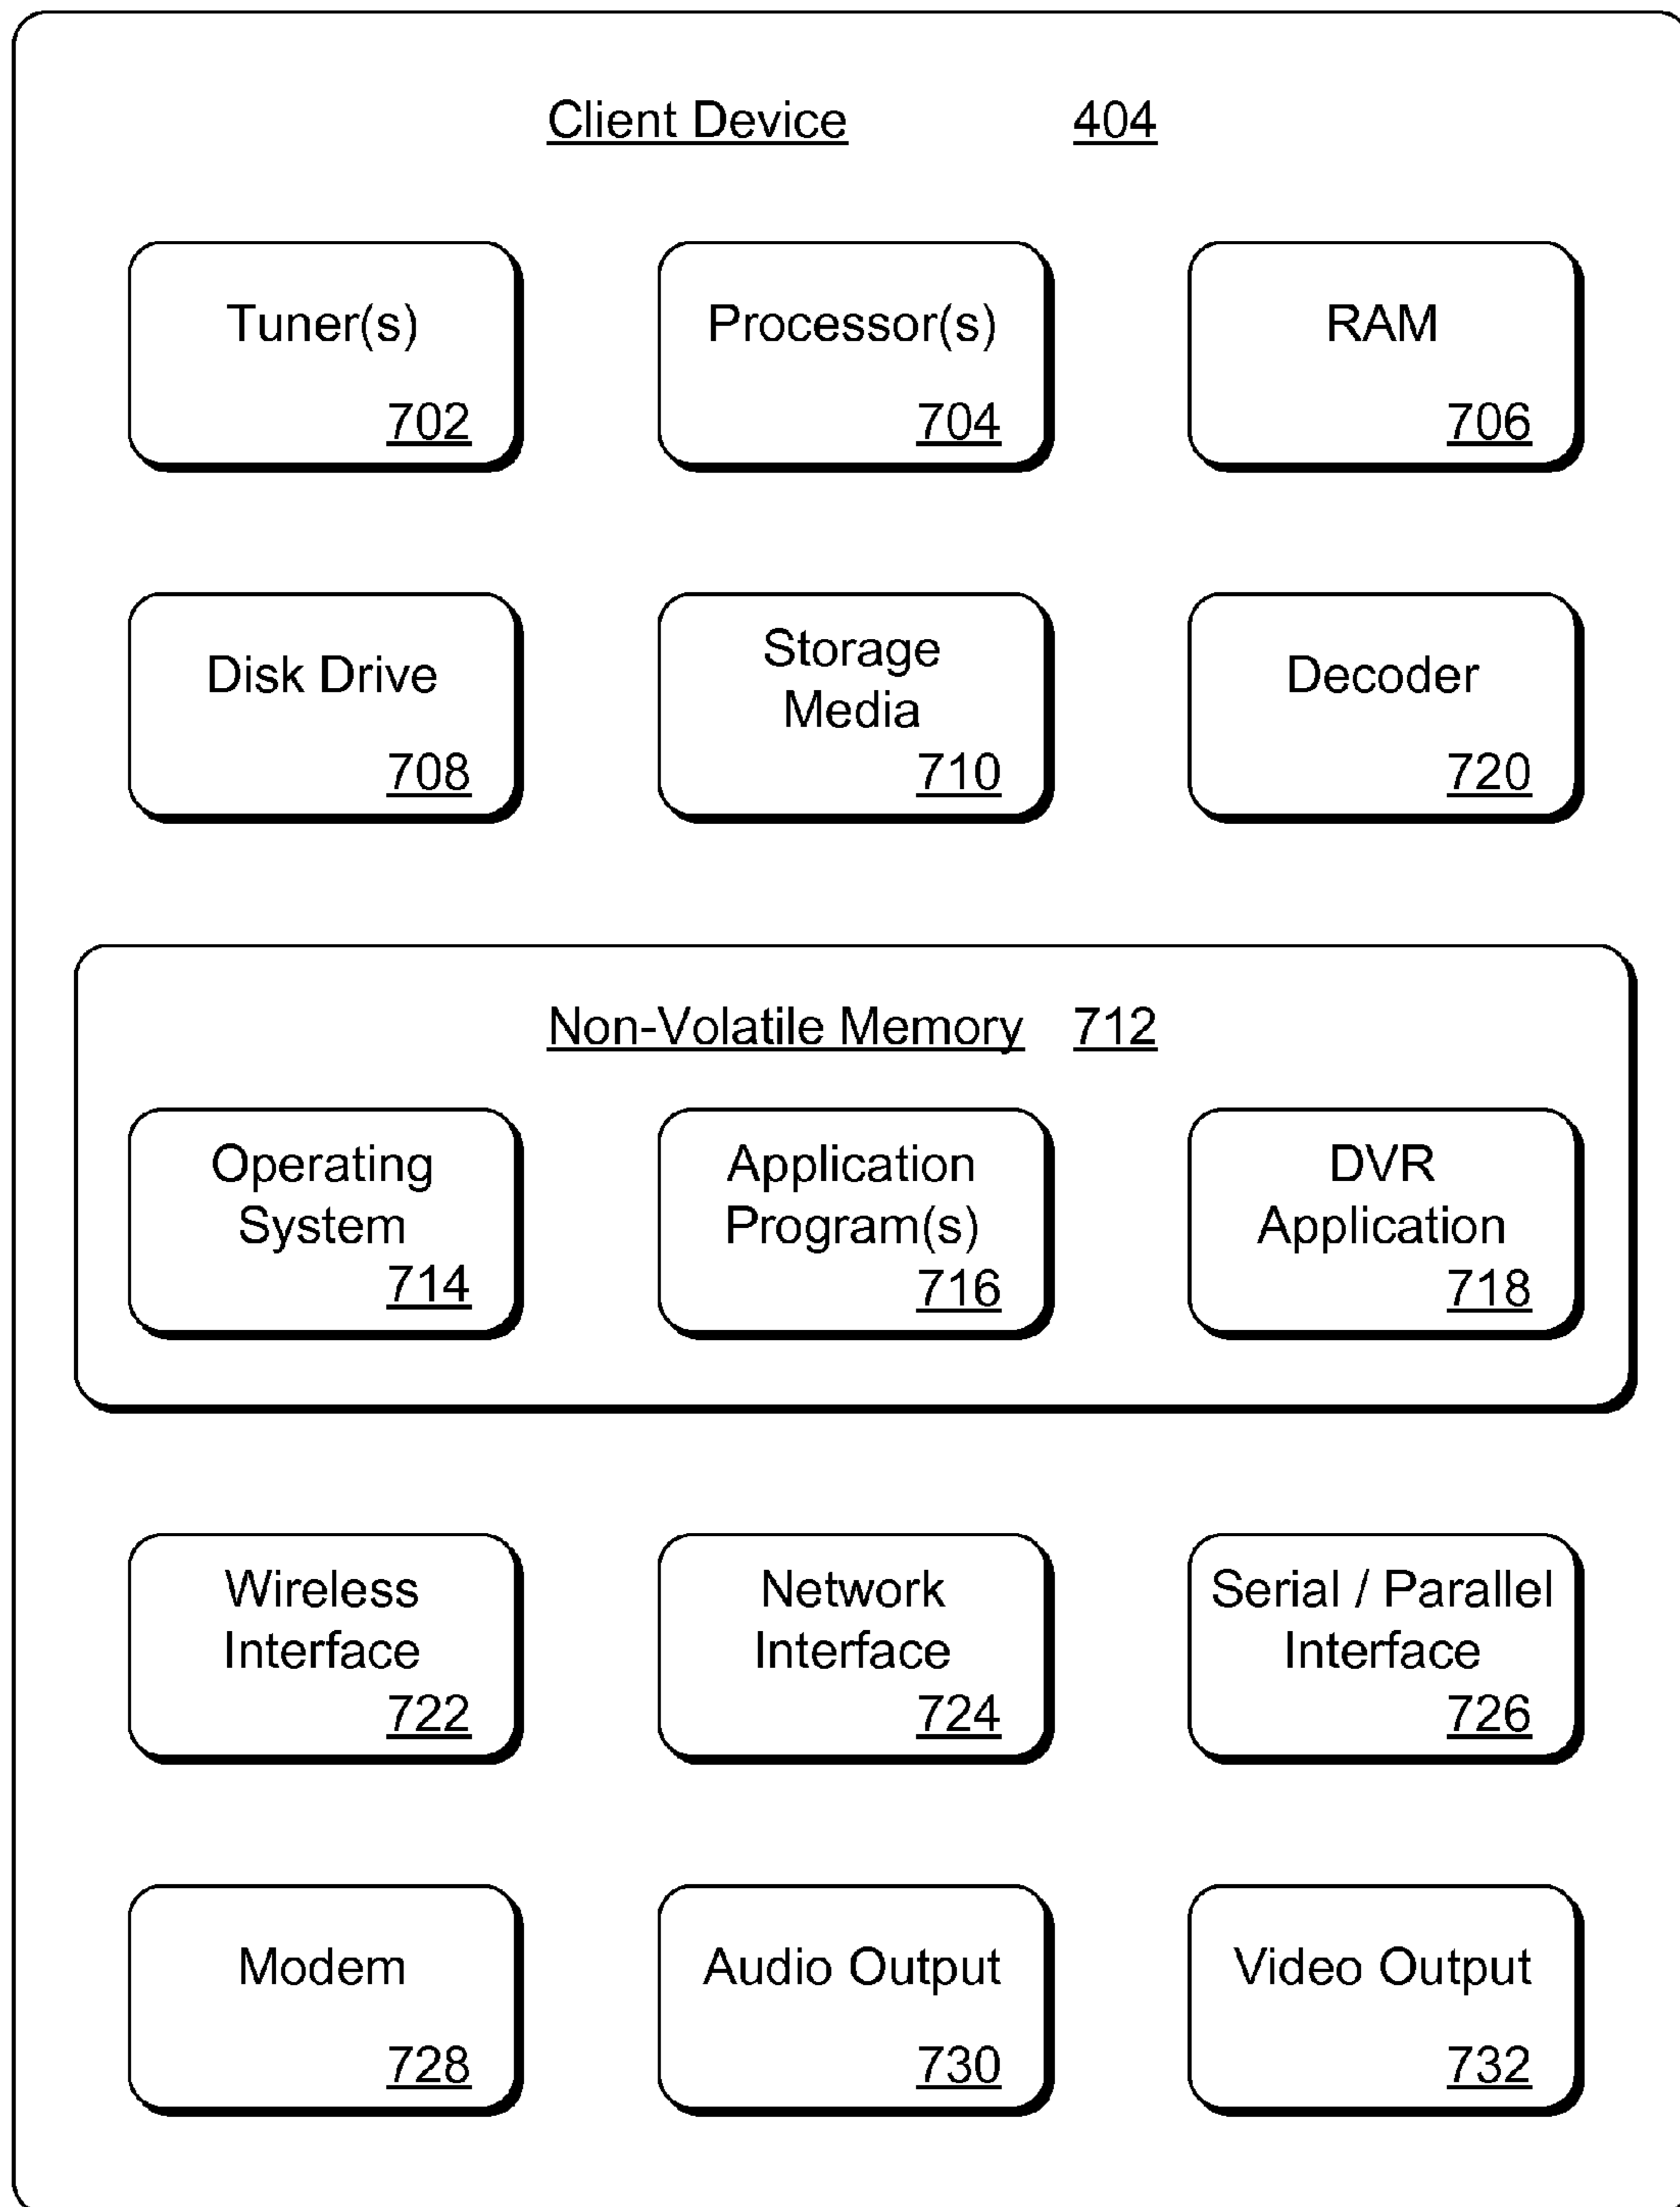 Client Device 404
Tuner(s)
702
Processor(s)
704
RAM
706
Disk Drive
708
Storage
Media
710
Decoder
720
Non-Volatile Memory 712
Operating
System
714
Application
Program(s)
716
DVR
Application
718
Wireless
Interface
722
Network
Interface
724
Serial / Parallel
Interface
726
Modem
728
Audio Output
730
Video Output
732